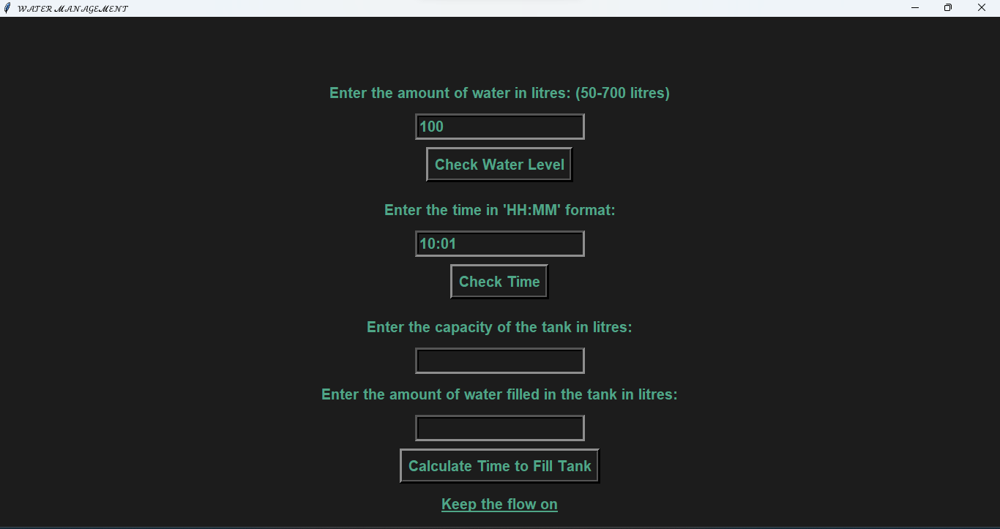 WATER MANAGEMENT
Enter the amount of water in litres: (50-700 litres)
100
Check Water Level
Enter the time in 'HH:MM' format:
10:01
Check Time
Enter the capacity of the tank in litres:
Enter the amount of water filled in the tank in litres:
Calculate Time to Fill Tank
Keep the flow on